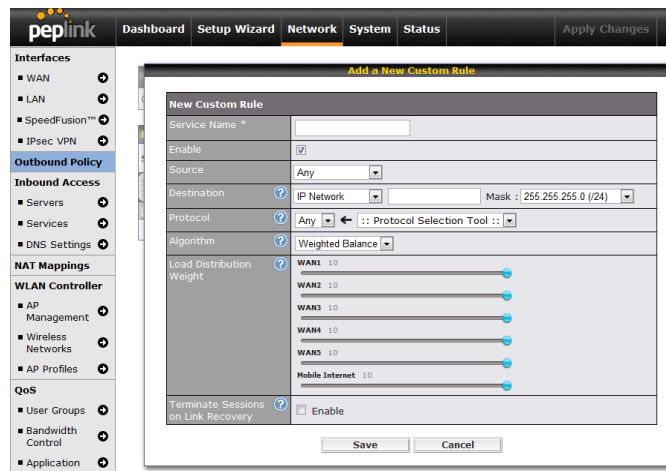 peplink
Dashboard Setup Wizard Network System Status Apply Changes
Interfaces
WAN
LAN
SpeedFusion™
IPsec VPN
Outbound Policy
Inbound Access
Servers
Services
DNS Settings
NAT Mappings
WLAN Controller
AP
Management
Wireless
Networks
AP Profiles
QoS
User Groups
Bandwidth
Control
Application
Add a New Custom Rule
New Custom Rule
Service Name *
Enable
Source Any
Destination ? IP Network Mask : 255.255.255.0 (/24)
Protocol ? Any :: Protocol Selection Tool ::
Algorithm ? Weighted Balance
Load Distribution ?
Weight
WAN1 10
WAN2 10
WAN3 10
WAN4 10
WAN5 10
Mobile Internet 10
Terminate Sessions ?
on Link Recovery
Enable
Save Cancel